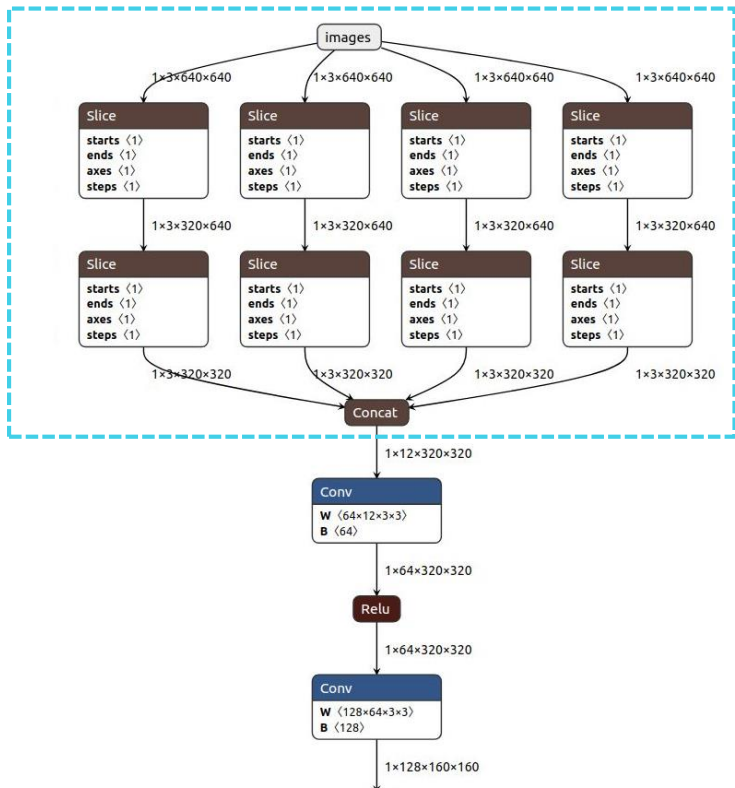 images
1×3×640×640 1×3×640×640 1×3×640×640 1×3×640×640
Slice Slice Slice Slice
starts 〈1〉 starts 〈1〉 starts 〈1〉 starts 〈1〉
ends 〈1〉 ends 〈1〉 ends 〈1〉 ends 〈1〉
axes 〈1〉 axes 〈1〉 axes 〈1〉 axes 〈1〉
steps 〈1〉 steps 〈1〉 steps 〈1〉 steps 〈1〉
1×3×320×640 1×3×320×640 1×3×320×640 1×3×320×640
Slice Slice Slice Slice
starts 〈1〉 starts 〈1〉 starts 〈1〉 starts 〈1〉
ends 〈1〉 ends 〈1〉 ends 〈1〉 ends 〈1〉
axes 〈1〉 axes 〈1〉 axes 〈1〉 axes 〈1〉
steps 〈1〉 steps 〈1〉 steps 〈1〉 steps 〈1〉
1×3×320×320 1×3×320×320 1×3×320×320 1×3×320×320
Concat
1×12×320×320
Conv
W 〈64×12×3×3〉
B 〈64〉
1×64×320×320
Relu
1×64×320×320
Conv
W 〈128×64×3×3〉
B 〈128〉
1×128×160×160